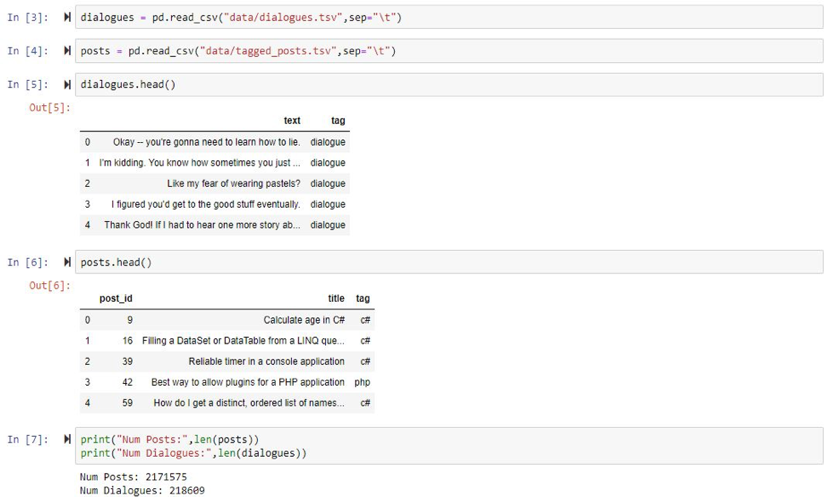 In [3]: dialogues = pd.read_csv("data/dialogues.tsv",sep="\t")
In [4]: posts = pd.read_csv("data/tagged_posts.tsv",sep="\t")
In [5]: dialogues.head()
Out[5]:
text tag
0 Okay -- you're gonna need to learn how to lie. dialogue
1 I'm kidding. You know how sometimes you just ... dialogue
2 Like my fear of wearing pastels? dialogue
3 I figured you'd get to the good stuff eventually. dialogue
4 Thank God! If I had to hear one more story ab... dialogue
In [6]: posts.head()
Out[6]:
post_id title tag
0 9 Calculate age in C# c#
1 16 Filling a DataSet or DataTable from a LINQ que... c#
2 39 Reliable timer in a console application c#
3 42 Best way to allow plugins for a PHP application php
4 59 How do I get a distinct, ordered list of names... c#
In [7]: print("Num Posts:",len(posts))
print("Num Dialogues:",len(dialogues))
Num Posts: 2171575
Num Dialogues: 218609